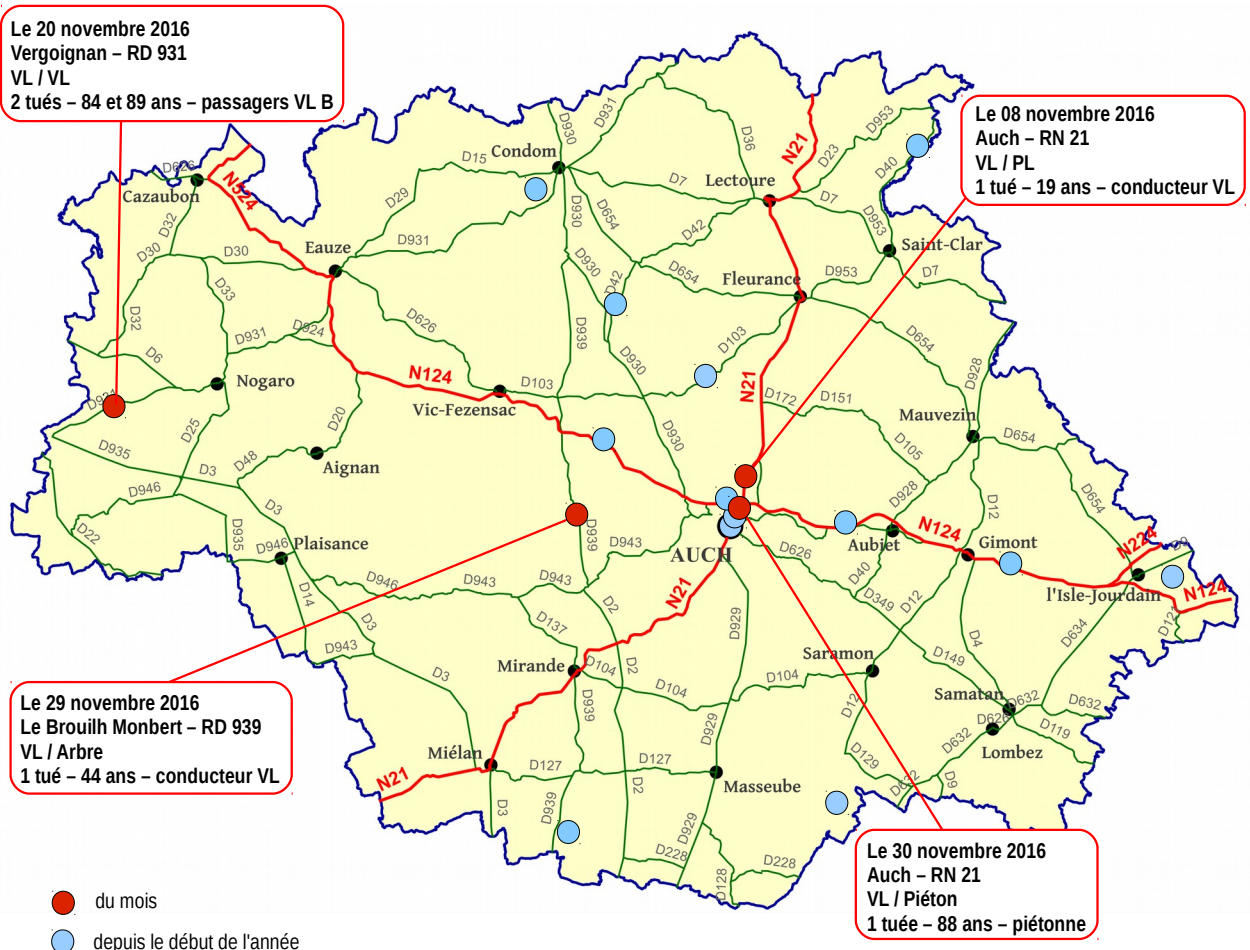 Le 20 novembre 2016
Vergoignan – RD 931
VL / VL
2 tués – 84 et 89 ans – passagers VL B
Le 08 novembre 2016
Auch – RN 21
VL / PL
1 tué – 19 ans – conducteur VL
D931
D930
D36
N21
D953
D23
D40
D15
Condom
D626
Cazaubon
N524
D29
D7
Lectoure
D7
D32
D930
D654
D42
D953
Saint-Clar
D30
D30
Eauze
D931
D930
D42
D654
Fleurance
D953
D7
D33
D32
D931
D924
D626
D939
D103
D654
D6
D930
D928
Nogaro
N124
D103
N21
D931
Vic-Fezensac
D172
D151
Mauvezin
D20
D25
D930
D105
D654
D935
D3
D48
Aignan
D946
D928
D654
D3
D12
D22
D935
D946
Plaisance
D939
D943
AUCH
D626
Aubiet
N124
Gimont
N224
D40
l'Isle-Jourdain
N124
D946
D943
D943
N21
D14
D3
D2
D349
D12
D137
D929
D634
D943
D4
D149
Saramon
D3
Mirande
D104
D2
D104
D104
Samatan
D632
D632
D939
D12
D626
D119
D929
D632
Lombez
Le 29 novembre 2016
Le Brouilh Monbert – RD 939
VL / Arbre
1 tué – 44 ans – conducteur VL
Miélan
D127
D127
D129
N21
Masseube
D632
D9
D3
D939
D2
D929
D228
D228
D128
Le 30 novembre 2016
Auch – RN 21
VL / Piéton
1 tuée – 88 ans – piétonne
du mois
depuis le début de l'année